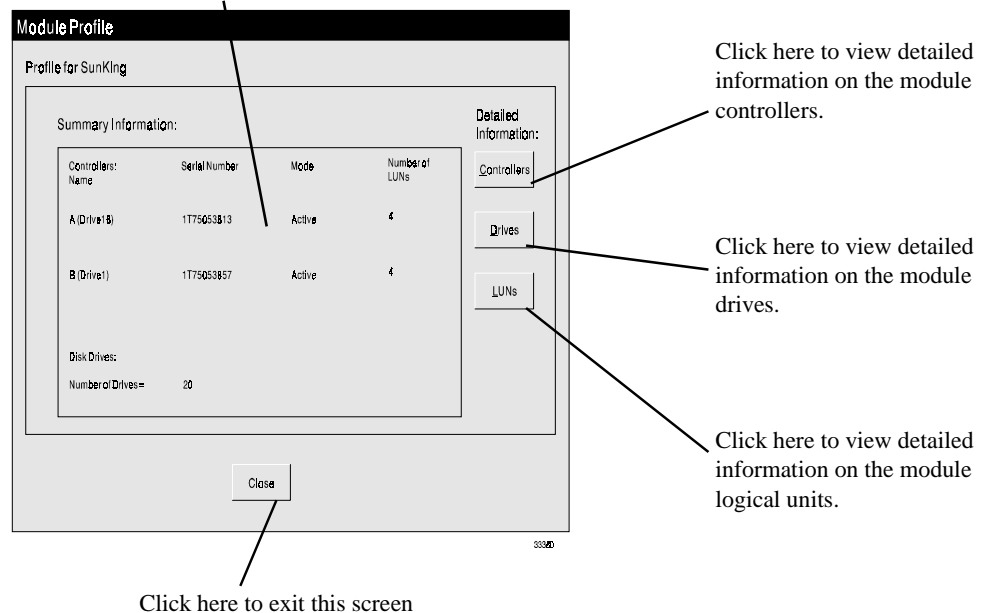 Module Profile
Profile for SunKing
Summary Information:
Detailed
Information:
Controllers:
Name
Serial Number
Mode
Number of
LUNs
A (Drive16)
1T75053813
Active
4
B (Drive1)
1T75053857
Active
4
Disk Drives:
Number of Drives=
20
Controllers
Drives
LUNs
Close
Click here to view detailed
information on the module
controllers.
Click here to view detailed
information on the module
drives.
Click here to view detailed
information on the module
logical units.
Click here to exit this screen